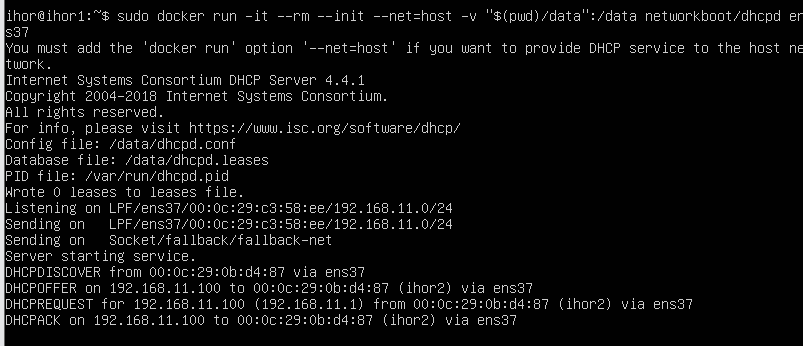 ihor@ihor1:~$ sudo docker run -it --rm --init --net=host -v "$(pwd)/data":/data networkboot/dhcpd en
s37
You must add the 'docker run' option '--net=host' if you want to provide DHCP service to the host ne
twork.
Internet Systems Consortium DHCP Server 4.4.1
Copyright 2004-2018 Internet Systems Consortium.
All rights reserved.
For info, please visit https://www.isc.org/software/dhcp/
Config file: /data/dhcpd.conf
Database file: /data/dhcpd.leases
PID file: /var/run/dhcpd.pid
Wrote 0 leases to leases file.
Listening on LPF/ens37/00:0c:29:c3:58:ee/192.168.11.0/24
Sending on   LPF/ens37/00:0c:29:c3:58:ee/192.168.11.0/24
Sending on   Socket/fallback/fallback-net
Server starting service.
DHCPDISCOVER from 00:0c:29:0b:d4:87 via ens37
DHCPOFFER on 192.168.11.100 to 00:0c:29:0b:d4:87 (ihor2) via ens37
DHCPREQUEST for 192.168.11.100 (192.168.11.1) from 00:0c:29:0b:d4:87 (ihor2) via ens37
DHCPACK on 192.168.11.100 to 00:0c:29:0b:d4:87 (ihor2) via ens37